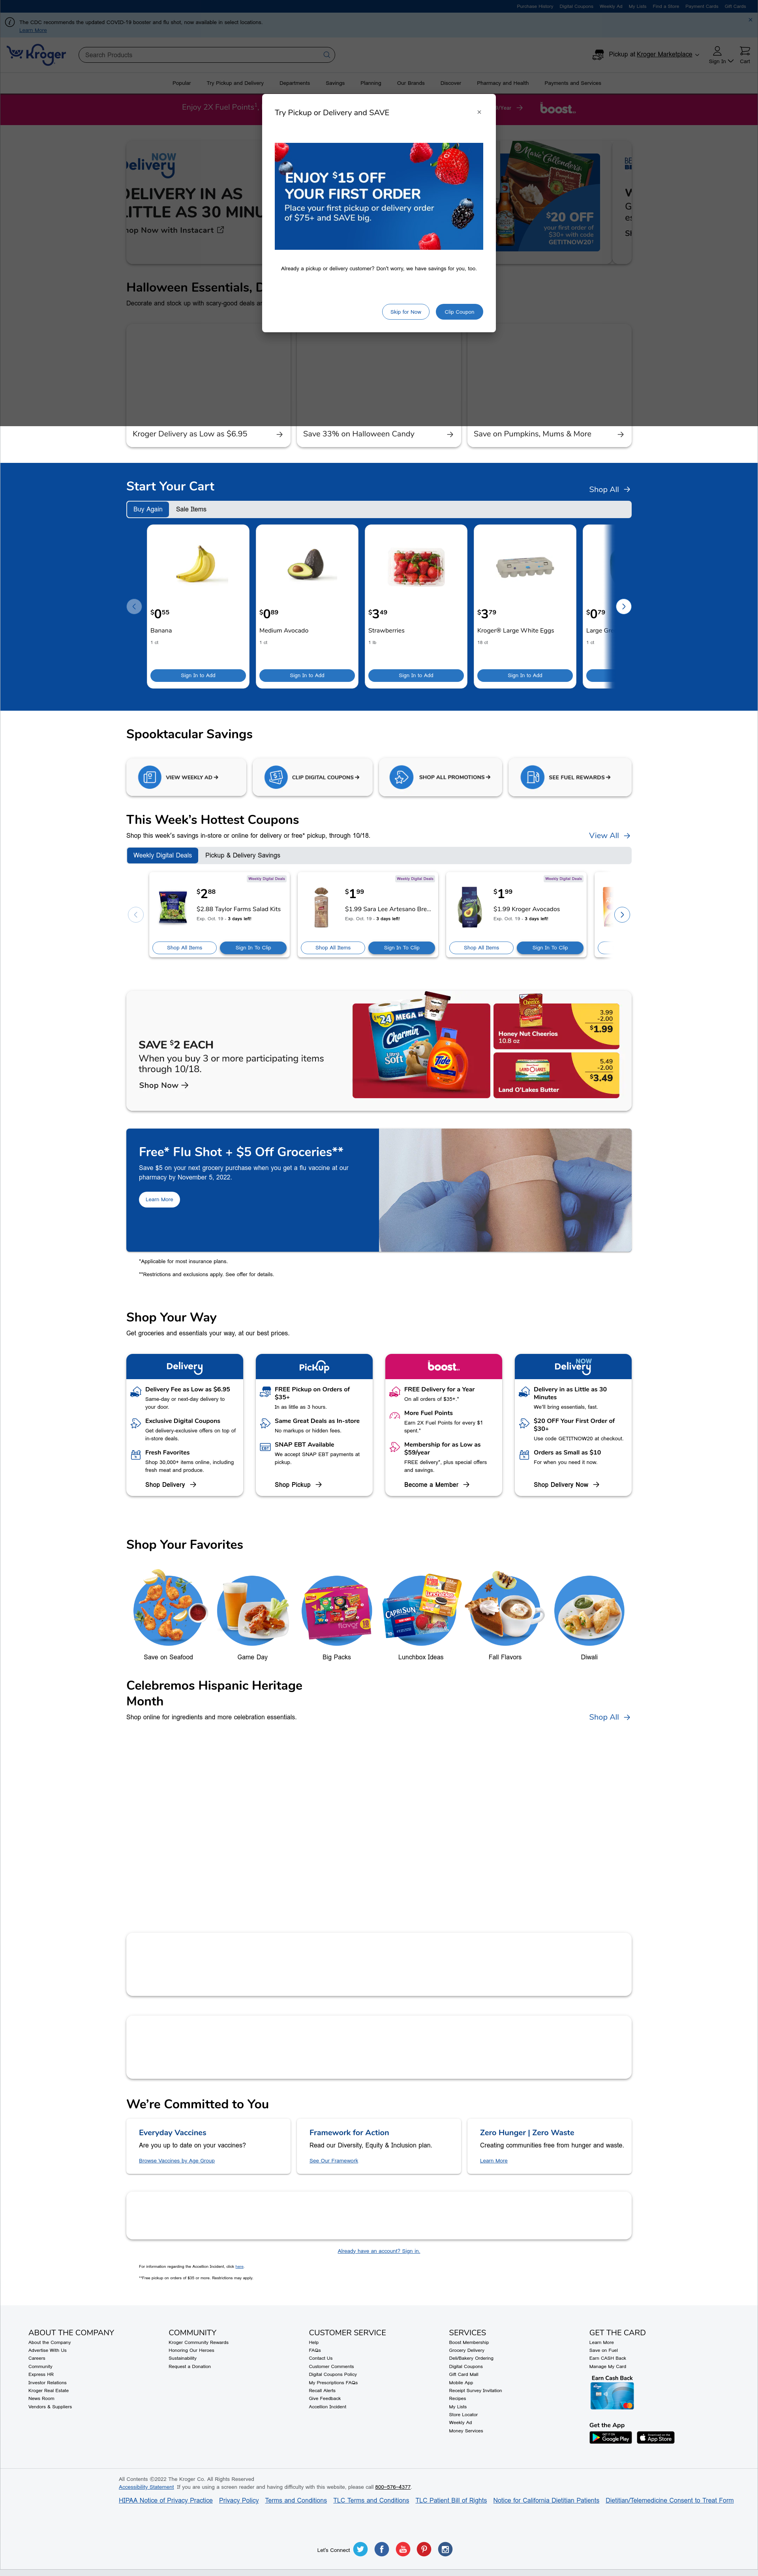 Purchase History Digital Coupons Weekly Ad My Lists Find a Store Payment Cards Gift Cards
The CDC recommends the updated COVID-19 booster and flu shot, now available in select locations.
Learn More
Kroger
Search Products
Pickup at Kroger Marketplace
Sign In
Cart
Popular Try Pickup and Delivery Departments Savings Planning Our Brands Discover Pharmacy and Health Payments and Services
Enjoy 2X Fuel Points
boost
Try Pickup or Delivery and SAVE
ENJOY $15 OFF
YOUR FIRST ORDER
Place your first pickup or delivery order
of $75+ and SAVE big.
Already a pickup or delivery customer? Don't worry, we have savings for you, too.
Skip for Now
Clip Coupon
NOW
ELIVERY IN AS
ITTLE AS 30 MINU
op Now with Instacart
Marie Callender's
$20 OFF
your first order of
$30+ with code
GETITNOW20
Halloween Essentials, D
Decorate and stock up with scary-good deals a
Kroger Delivery as Low as $6.95
Save 33% on Halloween Candy
Save on Pumpkins, Mums & More
Start Your Cart
Shop All
Buy Again
Sale Items
$0 55
Banana
1 ct
Sign In to Add
$0 89
Medium Avocado
1 ct
Sign In to Add
$3 49
Strawberries
1 lb
Sign In to Add
$3 79
Kroger® Large White Eggs
18 ct
Sign In to Add
$0 79
Large Gr
1 ct
Spooktacular Savings
VIEW WEEKLY AD
CLIP DIGITAL COUPONS
SHOP ALL PROMOTIONS
SEE FUEL REWARDS
This Week's Hottest Coupons
Shop this week's savings in-store or online for delivery or free* pickup, through 10/18.
View All
Weekly Digital Deals
Pickup & Delivery Savings
Weekly Digital Deals
$2 88
$2.88 Taylor Farms Salad Kits
Exp. Oct. 19 - 3 days left!
Shop All Items
Sign In To Clip
Weekly Digital Deals
$1 99
$1.99 Sara Lee Artesano Bre...
Exp. Oct. 19 - 3 days left!
Shop All Items
Sign In To Clip
Weekly Digital Deals
$1 99
$1.99 Kroger Avocados
Exp. Oct. 19 - 3 days left!
Shop All Items
Sign In To Clip
SAVE $2 EACH
When you buy 3 or more participating items
through 10/18.
Shop Now
24 MEGA
Charmin
ultra soft
Tide
Cheerios
Honey Nut Cheerios
10.8 oz
3.99
-2.00
$1.99
LAND O LAKES
Land O'Lakes Butter
5.49
-2.00
$3.49
Free* Flu Shot + $5 Off Groceries**
Save $5 on your next grocery purchase when you get a flu vaccine at our
pharmacy by November 5, 2022.
Learn More
*Applicable for most insurance plans.
**Restrictions and exclusions apply. See offer for details.
Shop Your Way
Get groceries and essentials your way, at our best prices.
Delivery
Delivery Fee as Low as $6.95
Same-day or next-day delivery to
your door.
Exclusive Digital Coupons
Get delivery-exclusive offers on top of
in-store deals.
Fresh Favorites
Shop 30,000+ items online, including
fresh meat and produce.
Shop Delivery
PickUp
FREE Pickup on Orders of
$35+
In as little as 3 hours.
Same Great Deals as In-store
No markups or hidden fees.
SNAP EBT Available
We accept SNAP EBT payments at
pickup.
Shop Pickup
boost
FREE Delivery for a Year
On all orders of $35+.*
More Fuel Points
Earn 2X Fuel Points for every $1
spent.*
Membership for as Low as
$59/year
FREE delivery*, plus special offers
and savings.
Become a Member
Delivery NOW
Delivery in as Little as 30
Minutes
We'll bring essentials, fast.
$20 OFF Your First Order of
$30+
Use code GETITNOW20 at checkout.
Orders as Small as $10
For when you need it now.
Shop Delivery Now
Shop Your Favorites
CAPRI SUN
LUNCHABLES
Save on Seafood
Game Day
Big Packs
Lunchbox Ideas
Fall Flavors
Diwali
Celebremos Hispanic Heritage
Month
Shop online for ingredients and more celebration essentials.
Shop All
We're Committed to You
Everyday Vaccines
Are you up to date on your vaccines?
Browse Vaccines by Age Group
Framework for Action
Read our Diversity, Equity & Inclusion plan.
See Our Framework
Zero Hunger | Zero Waste
Creating communities free from hunger and waste.
Learn More
Already have an account? Sign in.
For information regarding the Accellion Incident, click here.
**Free pickup on orders of $35 or more. Restrictions may apply.
ABOUT THE COMPANY
About the Company
Advertise With Us
Careers
Community
Express HR
Investor Relations
Kroger Real Estate
News Room
Vendors & Suppliers
COMMUNITY
Kroger Community Rewards
Honoring Our Heroes
Sustainability
Request a Donation
CUSTOMER SERVICE
Help
FAQs
Contact Us
Customer Comments
Digital Coupons Policy
My Prescriptions FAQs
Recall Alerts
Give Feedback
Accellion Incident
SERVICES
Boost Membership
Grocery Delivery
Deli/Bakery Ordering
Digital Coupons
Gift Card Mall
Mobile App
Receipt Survey Invitation
Recipes
My Lists
Store Locator
Weekly Ad
Money Services
GET THE CARD
Learn More
Save on Fuel
Earn CASH Back
Manage My Card
Earn Cash Back
Get the App
Google Play
App Store
All Contents ©2022 The Kroger Co. All Rights Reserved
Accessibility Statement. If you are using a screen reader and having difficulty with this website, please call 800-576-4377.
HIPAA Notice of Privacy Practice Privacy Policy Terms and Conditions TLC Terms and Conditions TLC Patient Bill of Rights Notice for California Dietitian Patients Dietitian/Telemedicine Consent to Treat Form
Let's Connect